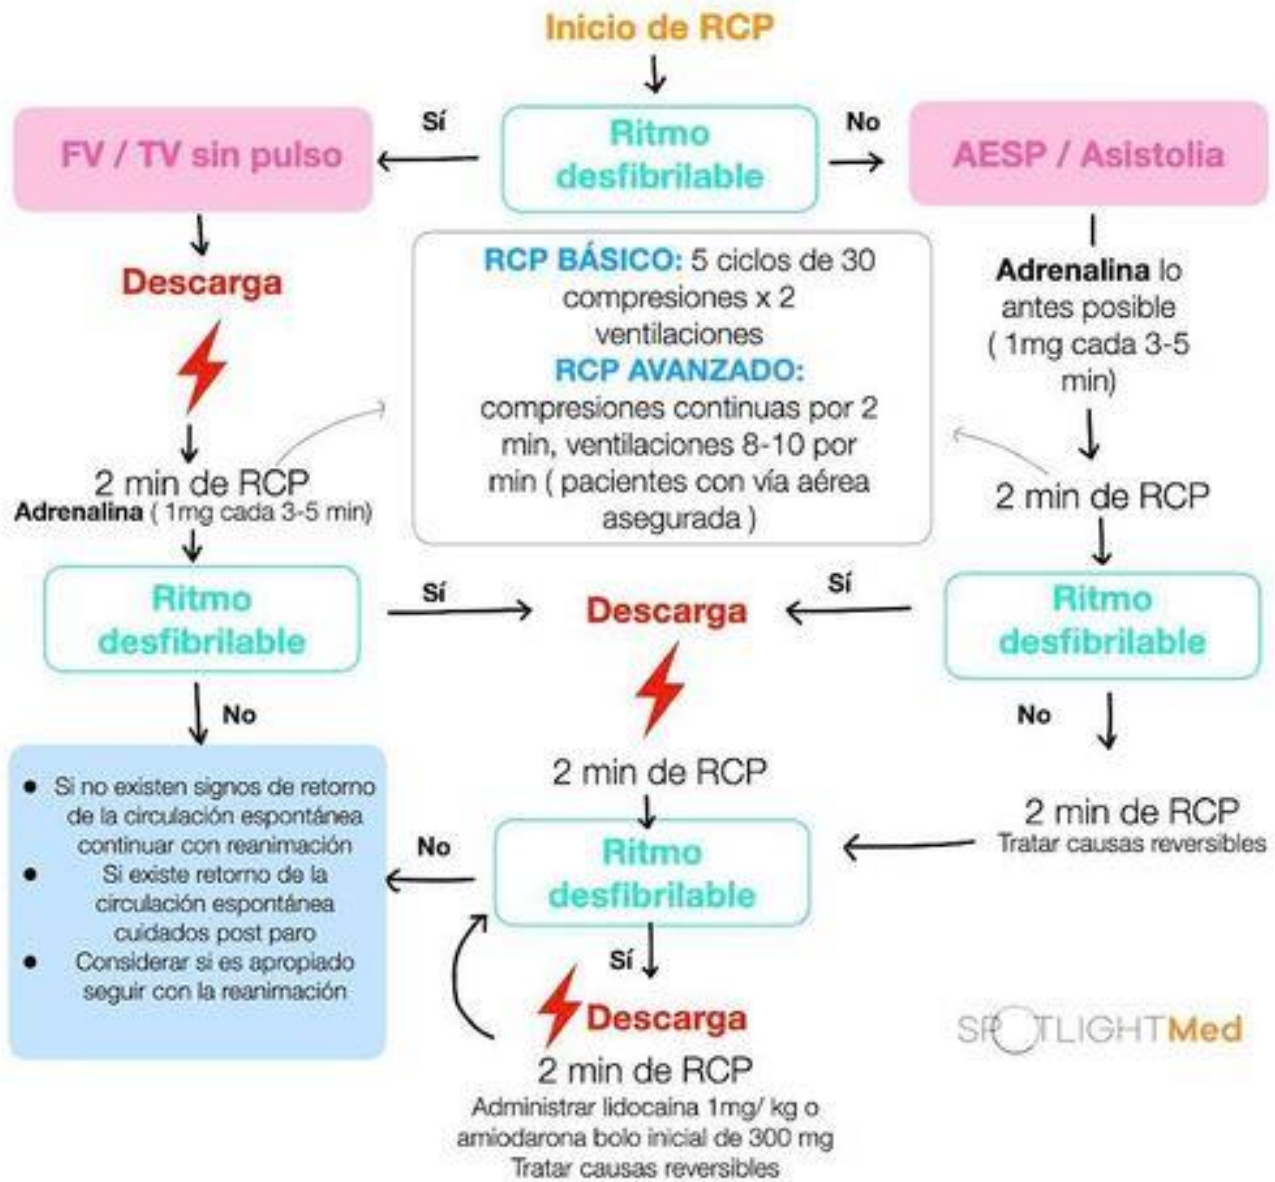 Inicio de RCP
Sí
Ritmo
desfibrilable
No
FV / TV sin pulso
AESP / Asistolia
Descarga
RCP BÁSICO: 5 ciclos de 30
compresiones x 2
ventilaciones
RCP AVANZADO:
compresiones continuas por 2
min, ventilaciones 8-10 por
min ( pacientes con vía aérea
asegurada )
Adrenalina lo
antes posible
( 1mg cada 3-5
min)
2 min de RCP
Adrenalina ( 1mg cada 3-5 min)
2 min de RCP
Ritmo
desfibrilable
Sí
Descarga
Sí
Ritmo
desfibrilable
No
No
2 min de RCP
2 min de RCP
Tratar causas reversibles
● Si no existen signos de retorno
de la circulación espontánea
continuar con reanimación
● Si existe retorno de la
circulación espontánea
cuidados post paro
● Considerar si es apropiado
seguir con la reanimación
No
Ritmo
desfibrilable
Sí
Descarga
2 min de RCP
Administrar lidocaína 1mg/ kg o
amiodarona bolo inicial de 300 mg
Tratar causas reversibles
SPOTLIGHTMed